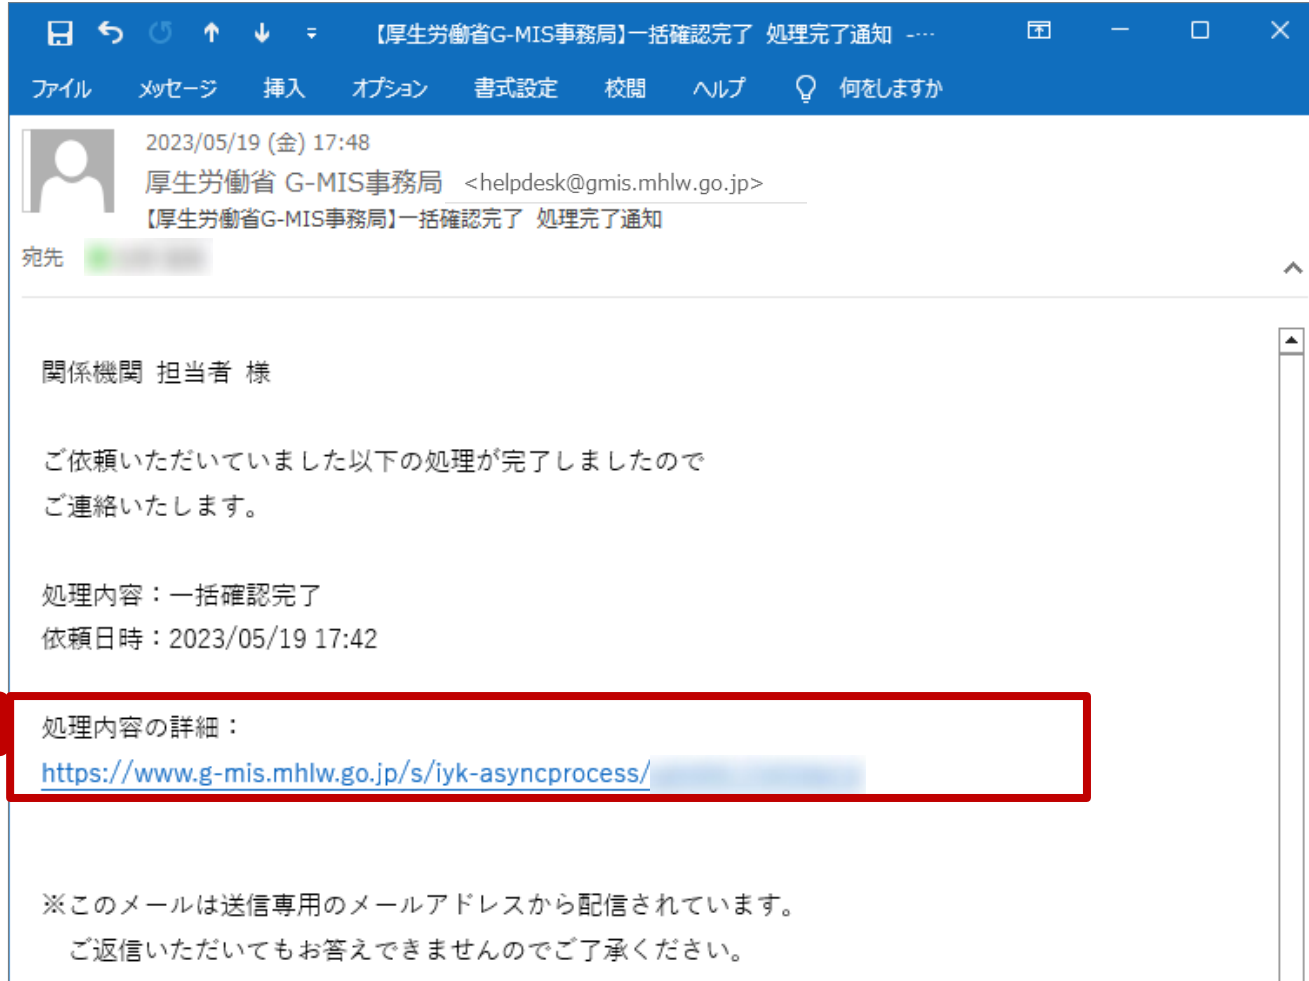 【厚生労働省G-MIS事務局】一括確認完了 処理完了通知 -…
ファイル メッセージ 挿入 オプション 書式設定 校閲 ヘルプ 何をしますか
2023/05/19 (金) 17:48
厚生労働省 G-MIS事務局 <helpdesk@gmis.mhlw.go.jp>
【厚生労働省G-MIS事務局】一括確認完了 処理完了通知
宛先
関係機関 担当者 様
ご依頼いただいていました以下の処理が完了しましたので
ご連絡いたします。
処理内容：一括確認完了
依頼日時：2023/05/19 17:42
処理内容の詳細：
https://www.g-mis.mhlw.go.jp/s/iyk-asyncprocess/
※このメールは送信専用のメールアドレスから配信されています。
ご返信いただいてもお答えできませんのでご了承ください。